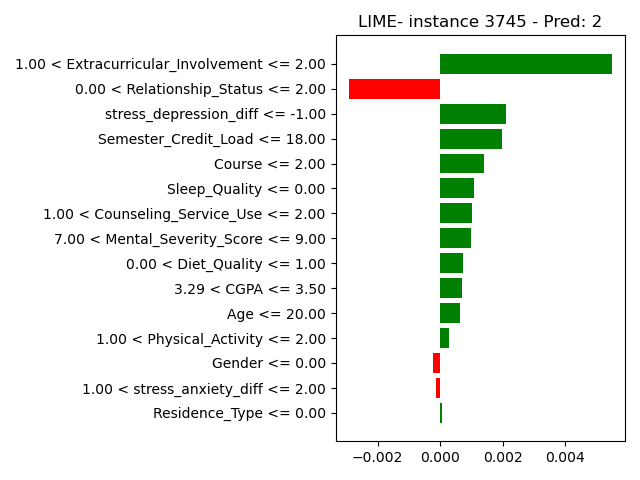 LIME- instance 3745 - Pred: 2
1.00 < Extracurricular_Involvement <= 2.00
0.00 < Relationship_Status <= 2.00
stress_depression_diff <= -1.00
Semester_Credit_Load <= 18.00
Course <= 2.00
Sleep_Quality <= 0.00
1.00 < Counseling_Service_Use <= 2.00
7.00 < Mental_Severity_Score <= 9.00
0.00 < Diet_Quality <= 1.00
3.29 < CGPA <= 3.50
Age <= 20.00
1.00 < Physical_Activity <= 2.00
Gender <= 0.00
1.00 < stress_anxiety_diff <= 2.00
Residence_Type <= 0.00
−0.002 0.000 0.002 0.004